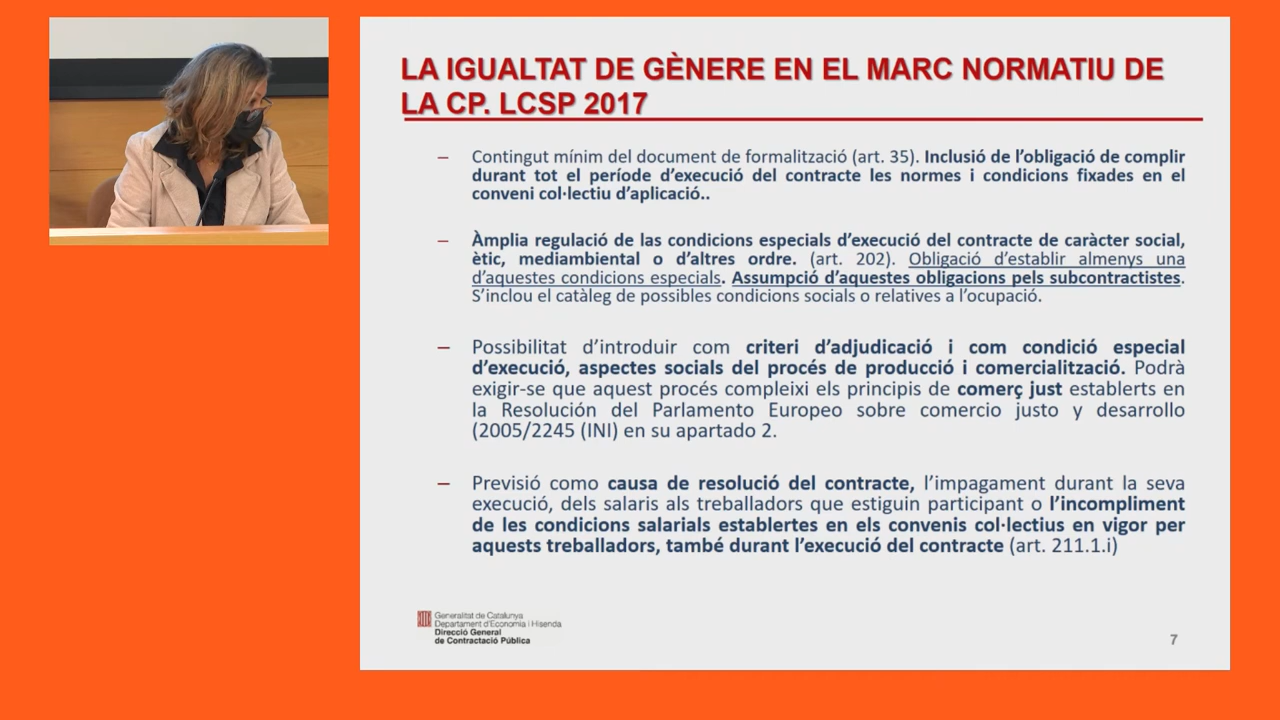 LA IGUALTAT DE GÈNERE EN EL MARC NORMATIU DE
LA CP. LCSP 2017
– Contingut mínim del document de formalització (art. 35). Inclusió de l’obligació de complir
durant tot el període d’execució del contracte les normes i condicions fixades en el
conveni col·lectiu d’aplicació..
– Àmplia regulació de las condicions especials d’execució del contracte de caràcter social,
ètic, mediambiental o d’altres ordre. (art. 202). Obligació d’establir almenys una
d’aquestes condicions especials. Assumpció d’aquestes obligacions pels subcontractistes.
S’inclou el catàleg de possibles condicions socials o relatives a l’ocupació.
– Possibilitat d’introduir com criteri d’adjudicació i com condició especial
d’execució, aspectes socials del procés de producció i comercialització. Podrà
exigir-se que aquest procés compleixi els principis de comerç just establerts en
la Resolución del Parlamento Europeo sobre comercio justo y desarrollo
(2005/2245 (INI) en su apartado 2.
– Previsió como causa de resolució del contracte, l’impagament durant la seva
execució, dels salaris als treballadors que estiguin participant o l’incompliment
de les condicions salarials establertes en els convenis col·lectius en vigor per
aquests treballadors, també durant l’execució del contracte (art. 211.1.i)
Generalitat de Catalunya
Departament d’Economia i Hisenda
Direcció General
de Contractació Pública
7